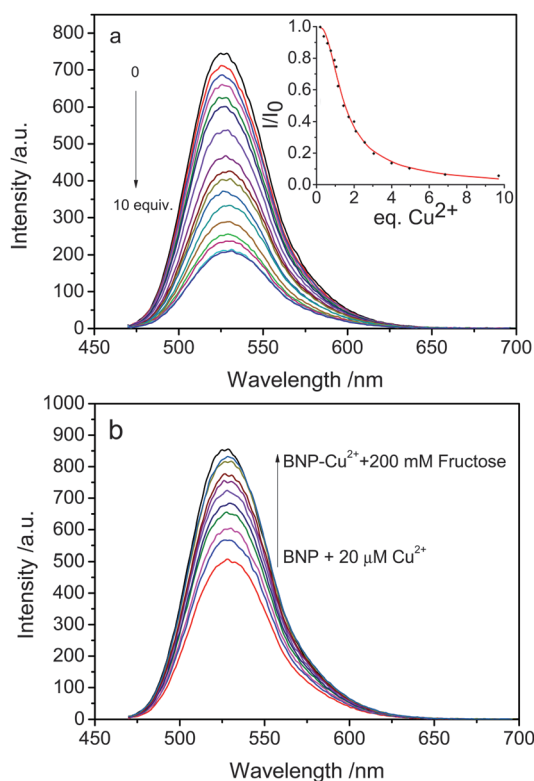 a
800
700
600
500
400
300
200
100
0
Intensity /a.u.
0
10 equiv.
1.0
0.8
0.6
0.4
0.2
0.0
I/I0
0 2 4 6 8 10
eq. Cu2+
450 500 550 600 650 700
Wavelength /nm
b
1000
900
800
700
600
500
400
300
200
100
0
Intensity /a.u.
BNP-Cu2++200 mM Fructose
BNP + 20 μM Cu2+
450 500 550 600 650 700
Wavelength /nm